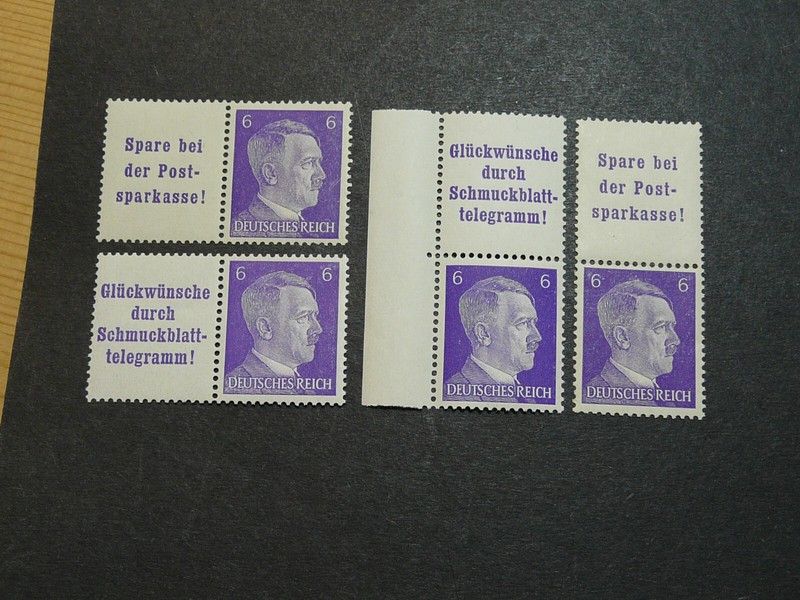 Spare bei
der Post-
sparkasse!
6 6
DEUTSCHES REICH
Glückwünsche
durch
Schmuckblatt-
telegramm!
6 6
DEUTSCHES REICH
Glückwünsche
durch
Schmuckblatt-
telegramm!
6 6
DEUTSCHES REICH
Spare bei
der Post-
sparkasse!
6 6
DEUTSCHES REICH